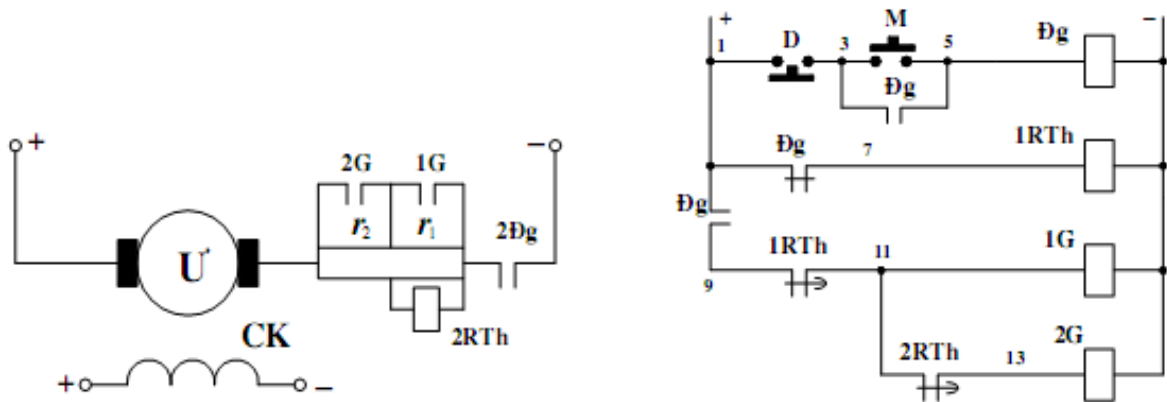 + −
2G 1G
r₂ r₁
2Đg
U
2RTh
CK
+ −
+ −
1 D 3 M 5 Đg
Đg
Đg 7 1RTh
Đg
9 1RTh 11 1G
2RTh 13 2G